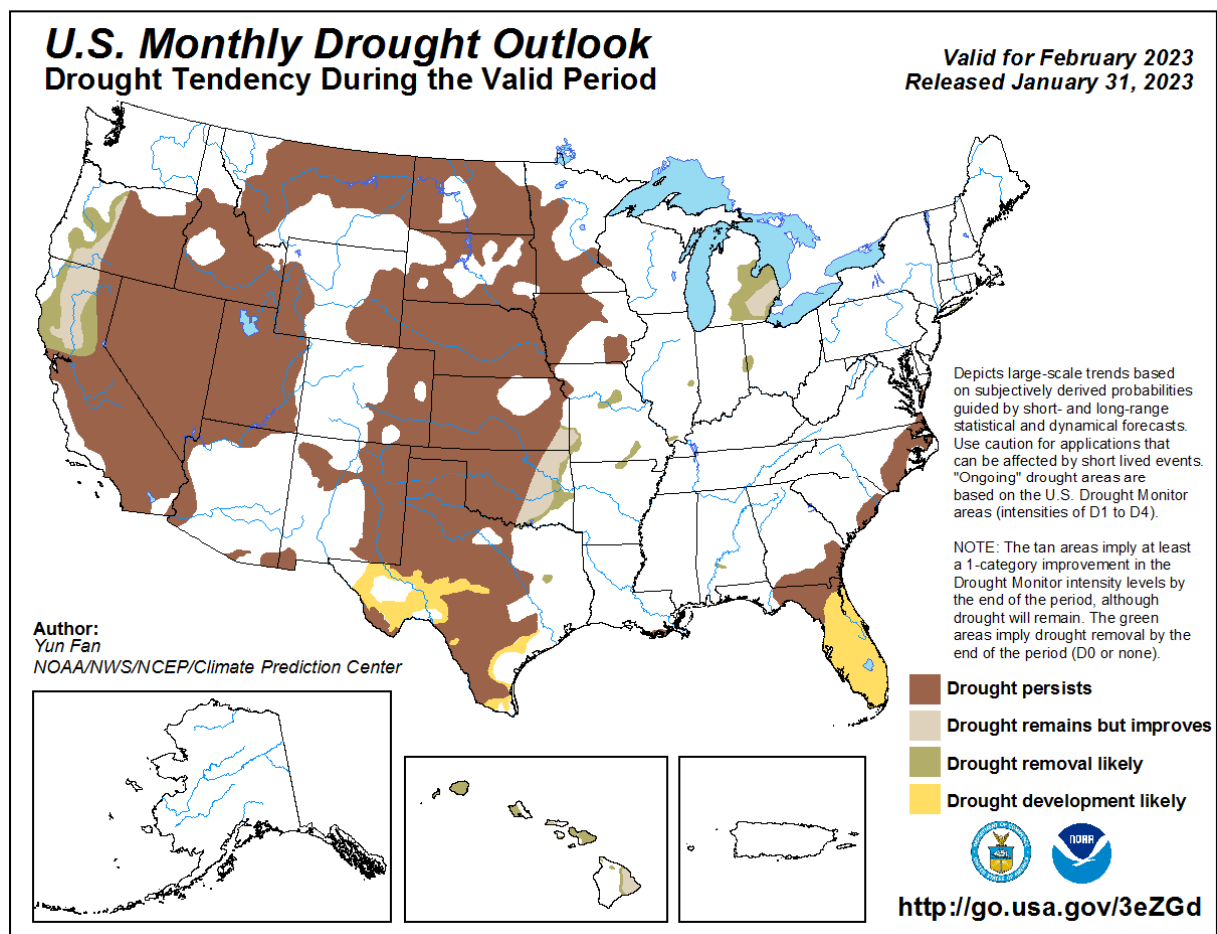 U.S. Monthly Drought Outlook
Drought Tendency During the Valid Period
Valid for February 2023
Released January 31, 2023
Depicts large-scale trends based
on subjectively derived probabilities
guided by short- and long-range
statistical and dynamical forecasts.
Use caution for applications that
can be affected by short lived events.
"Ongoing" drought areas are
based on the U.S. Drought Monitor
areas (intensities of D1 to D4).
NOTE: The tan areas imply at least
a 1-category improvement in the
Drought Monitor intensity levels by
the end of the period, although
drought will remain. The green
areas imply drought removal by the
end of the period (D0 or none).
Author:
Yun Fan
NOAA/NWS/NCEP/Climate Prediction Center
Drought persists
Drought remains but improves
Drought removal likely
Drought development likely
NOAA
http://go.usa.gov/3eZGd